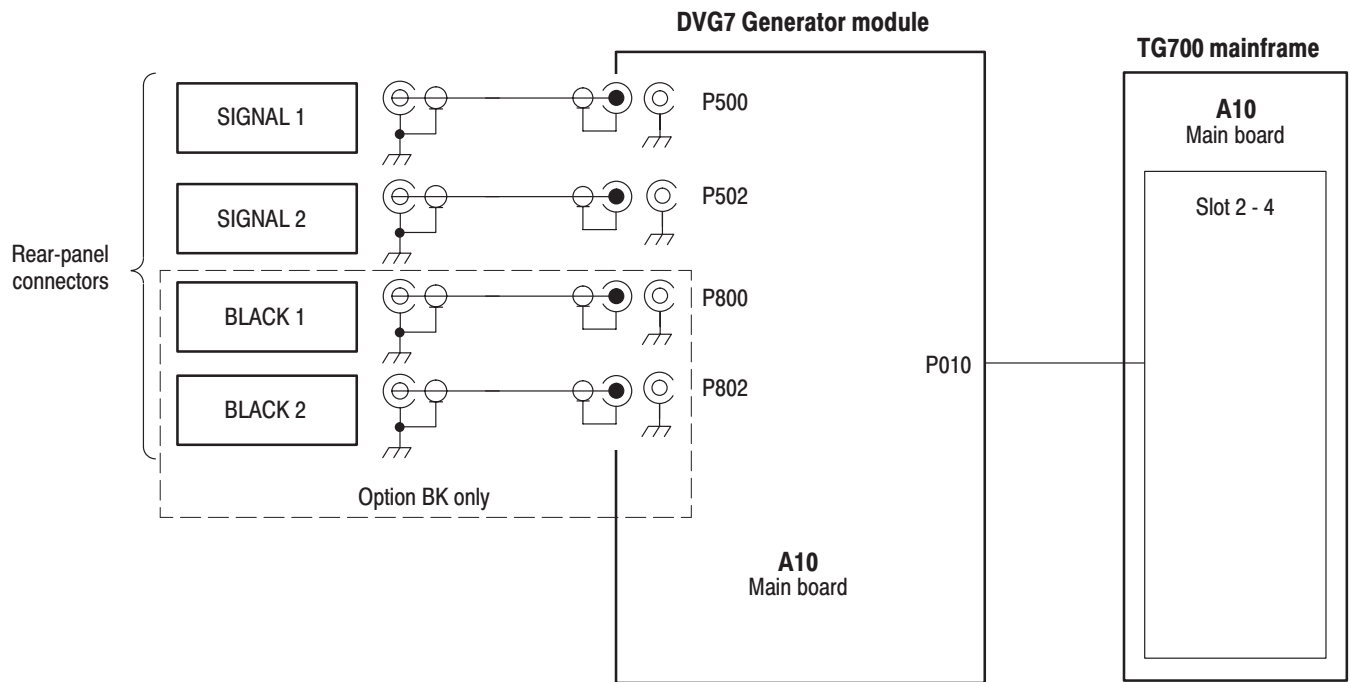 DVG7 Generator module
TG700 mainframe
Rear-panel
connectors
SIGNAL 1
P500
SIGNAL 2
P502
BLACK 1
P800
BLACK 2
P802
Option BK only
P010
A10
Main board
A10
Main board
Slot 2 - 4